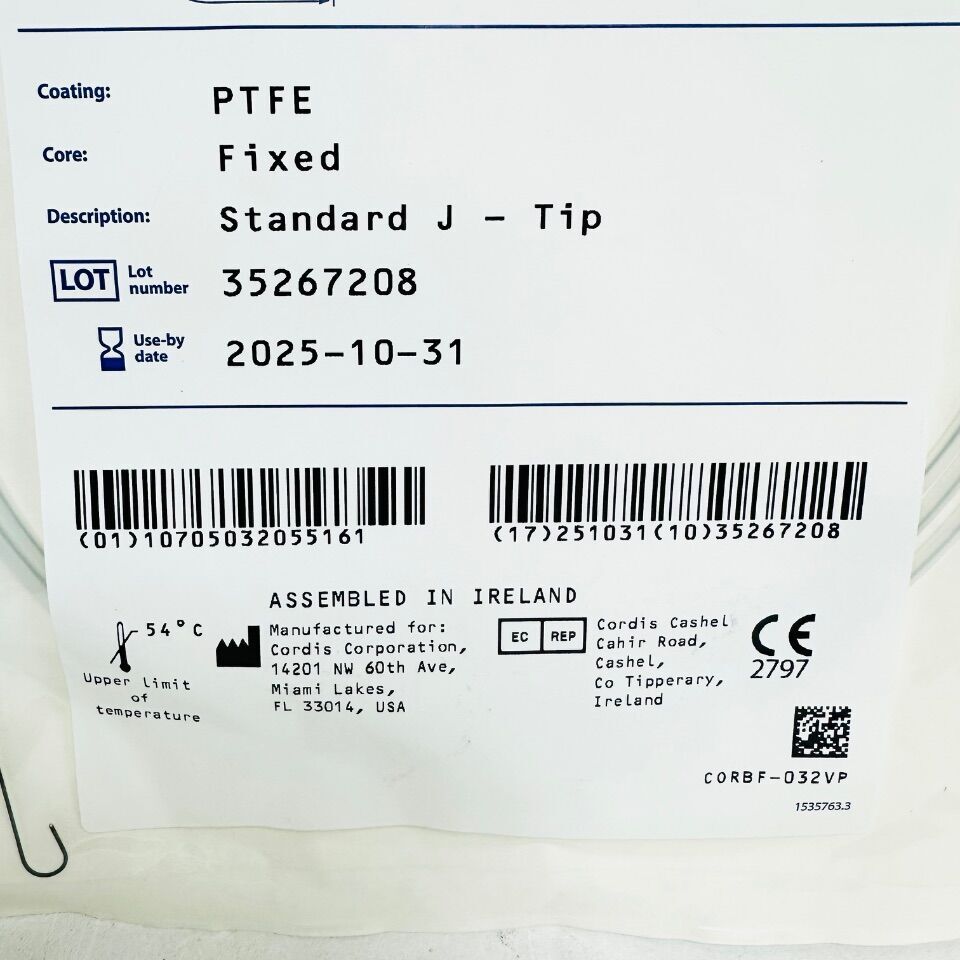 Coating: PTFE
Core: Fixed
Description: Standard J - Tip
LOT Lot number 35267208
Use-by date 2025-10-31
(01)10705032055161
(17)251031(10)35267208
ASSEMBLED IN IRELAND
54°C
Upper Limit
of
temperature
Manufactured for:
Cordis Corporation,
14201 NW 60th Ave,
Miami Lakes,
FL 33014, USA
EC REP
Cordis Cashel
Cahir Road,
Cashel,
Co Tipperary,
Ireland
CE
2797
CORBF-032VP
1535763.3